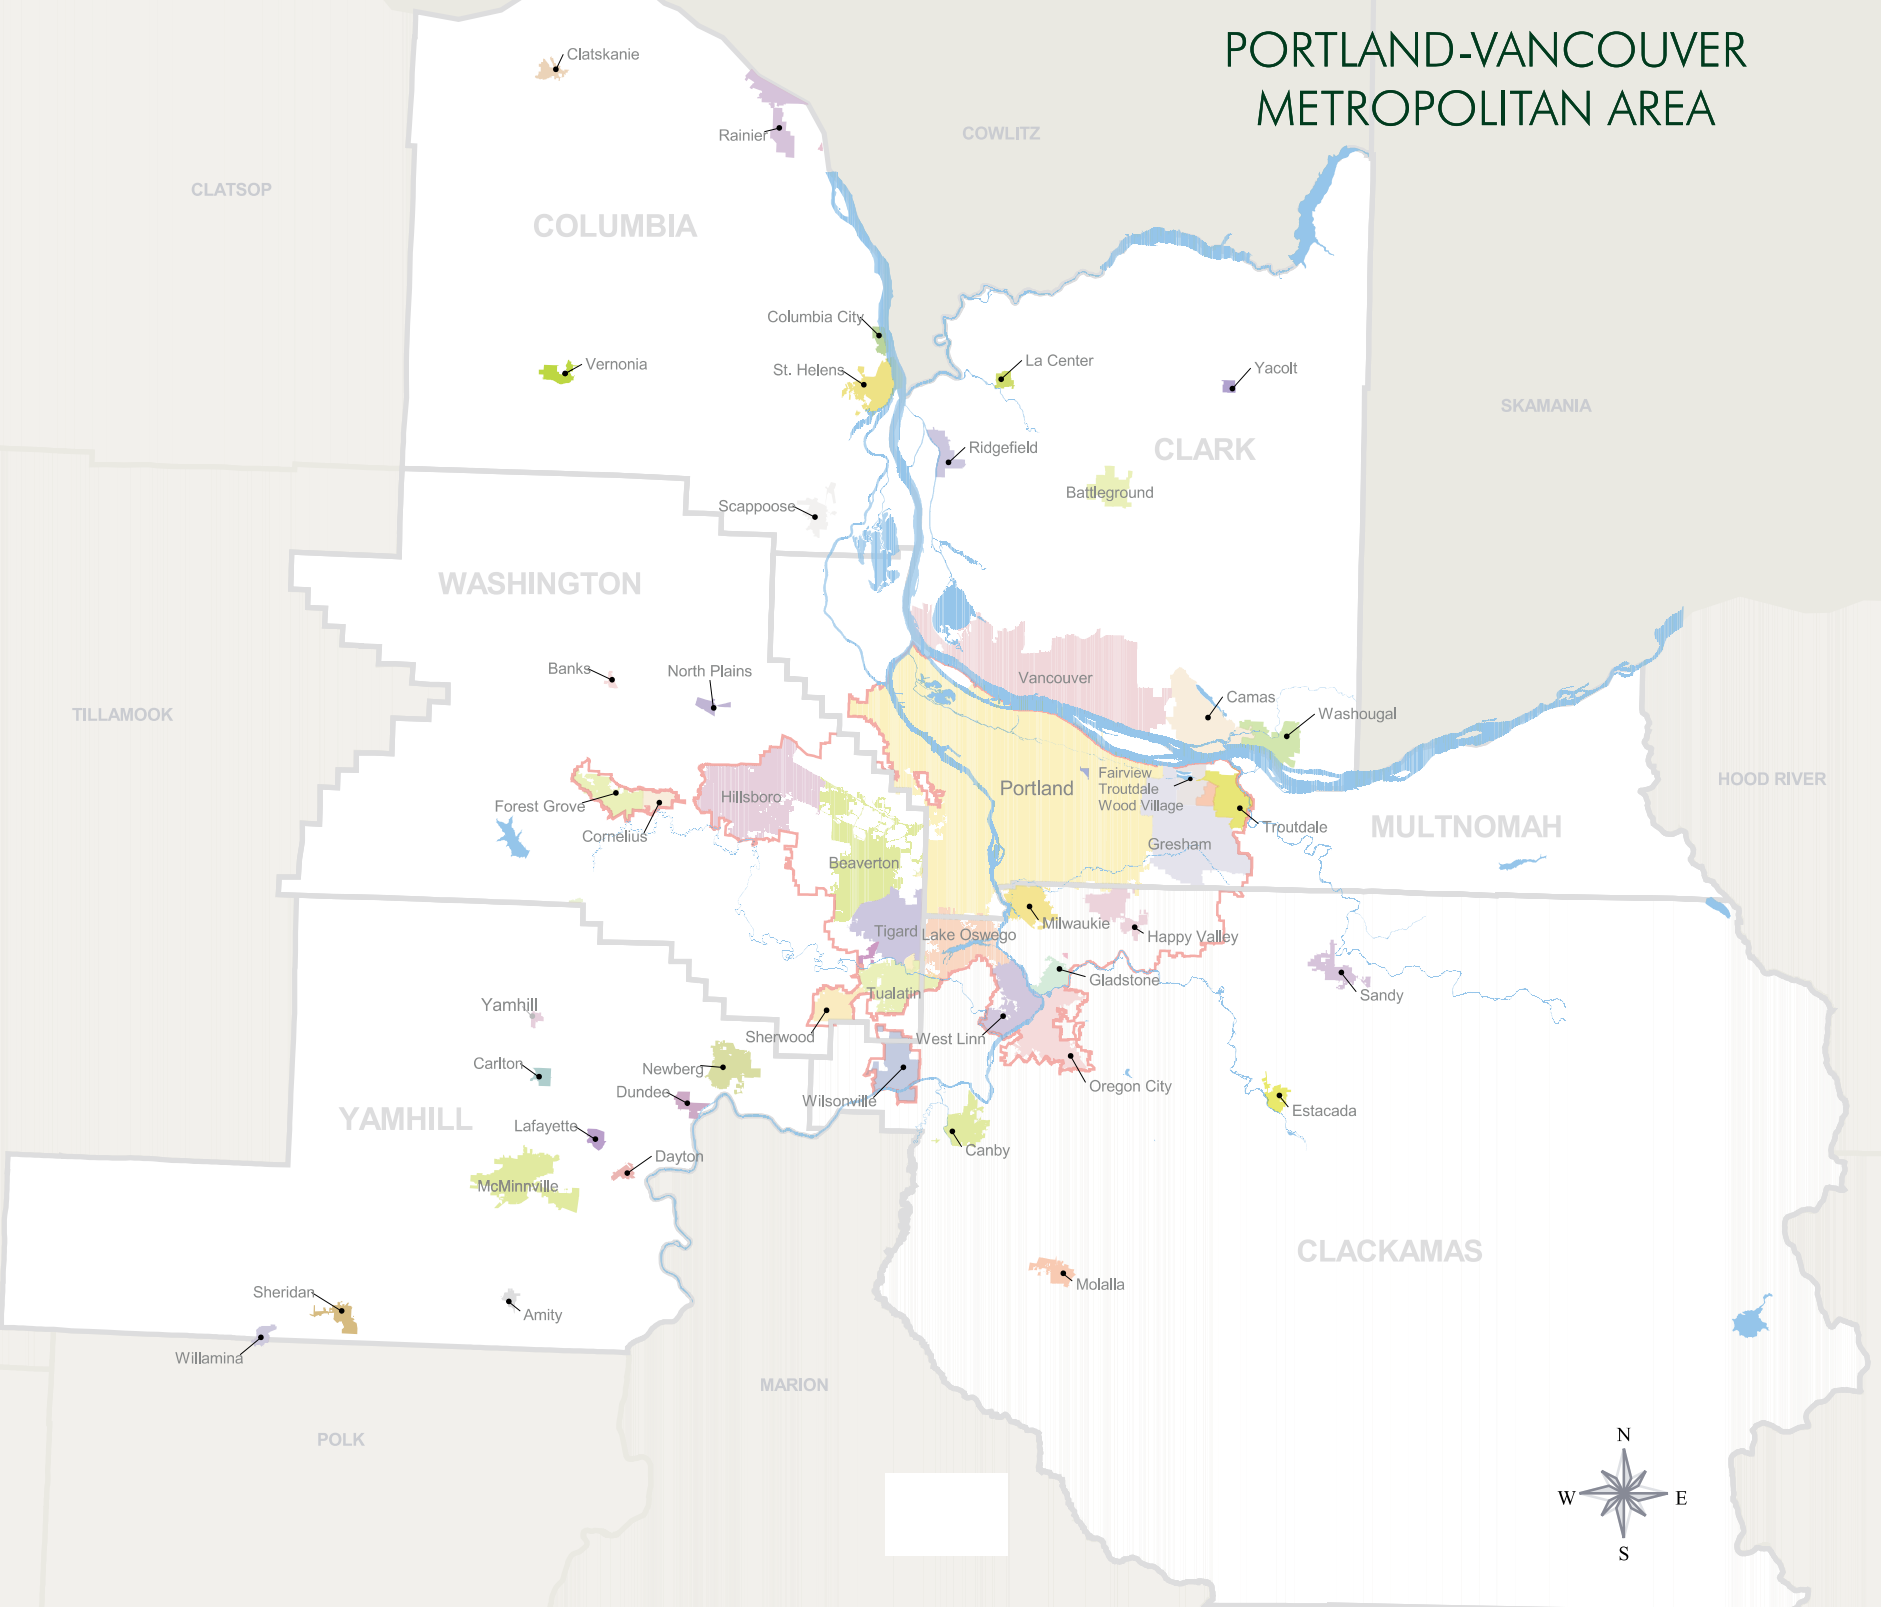 PORTLAND-VANCOUVER
METROPOLITAN AREA
Clatskanie
Rainier
COWLITZ
CLATSOP
COLUMBIA
Columbia City
Vernonia
St. Helens
La Center
Yacolt
SKAMANIA
Ridgefield
CLARK
Battleground
Scappoose
WASHINGTON
Banks
North Plains
Vancouver
Camas
Washougal
TILLAMOOK
Forest Grove
Cornelius
Hillsboro
Portland
Fairview
Troutdale
Wood Village
HOOD RIVER
Troutdale
MULTNOMAH
Gresham
Beaverton
Tigard
Lake Oswego
Milwaukie
Happy Valley
Gladstone
Sandy
Tualatin
Yamhill
Sherwood
West Linn
Carlton
Newberg
Dundee
Wilsonville
Oregon City
Estacada
YAMHILL
Lafayette
Canby
Dayton
McMinnville
CLACKAMAS
Molalla
Sheridan
Amity
Willamina
MARION
POLK
N
W
E
S